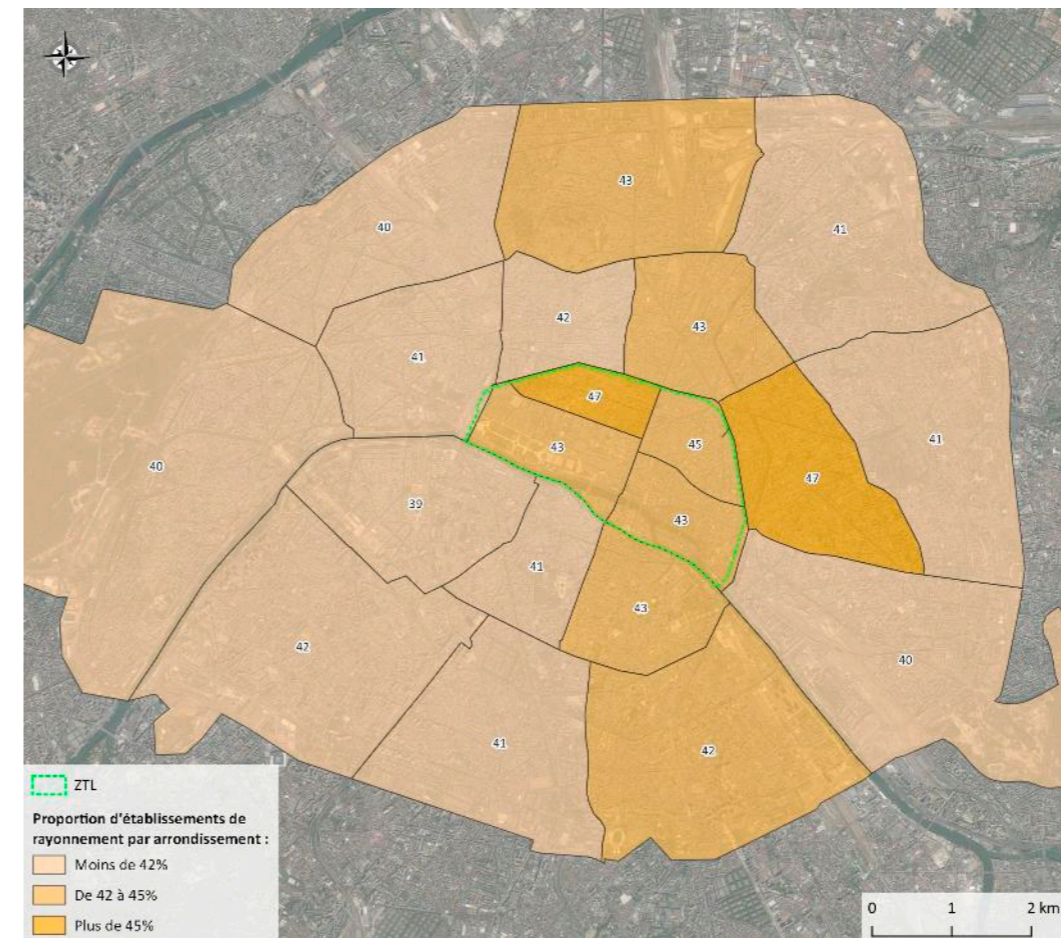 43
40
41
42
43
41
47
43
45
41
40
47
39
43
41
43
42
40
41
42
ZTL
Proportion d'établissements de
rayonnement par arrondissement :
Moins de 42%
De 42 à 45%
Plus de 45%
0 1 2 km